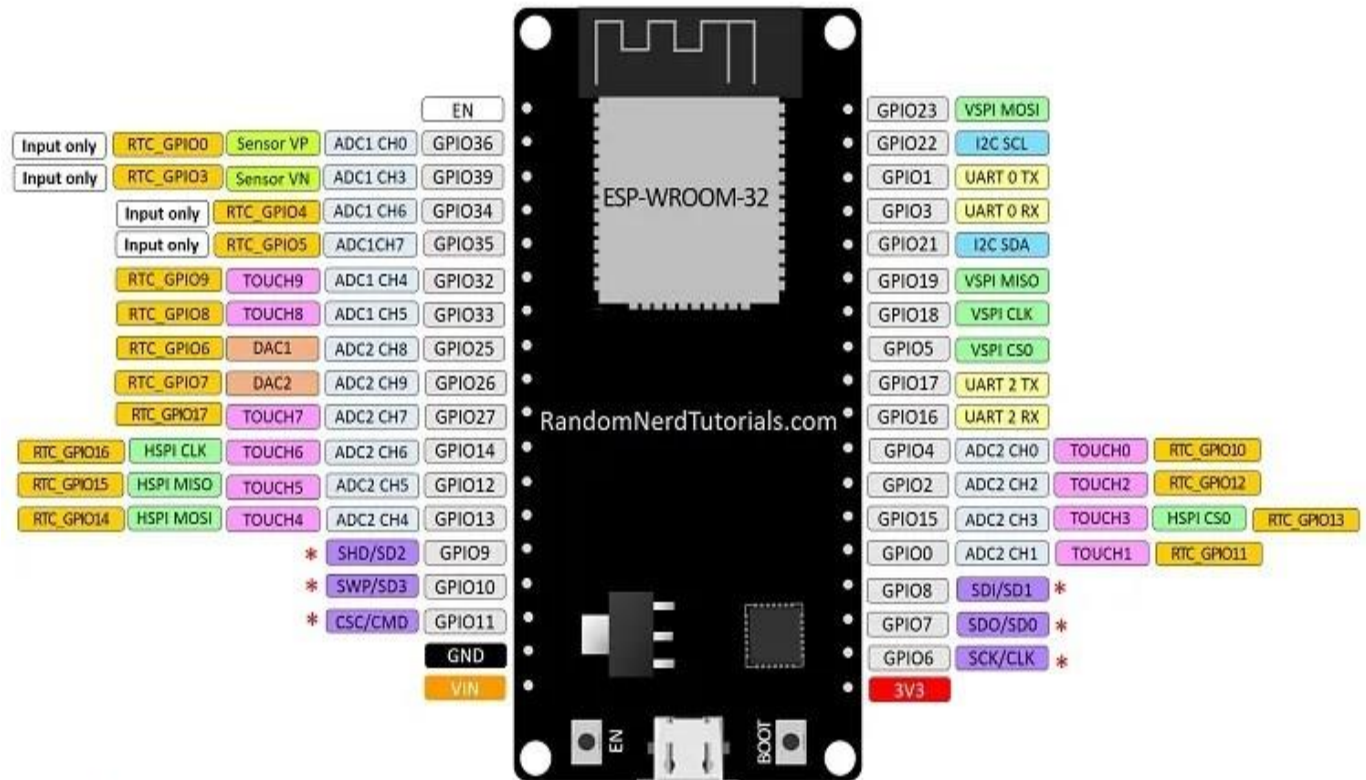 EN
Input only RTC_GPIO0 Sensor VP ADC1 CH0 GPIO36
Input only RTC_GPIO3 Sensor VN ADC1 CH3 GPIO39
Input only RTC_GPIO4 ADC1 CH6 GPIO34
Input only RTC_GPIO5 ADC1CH7 GPIO35
RTC_GPIO9 TOUCH9 ADC1 CH4 GPIO32
RTC_GPIO8 TOUCH8 ADC1 CH5 GPIO33
RTC_GPIO6 DAC1 ADC2 CH8 GPIO25
RTC_GPIO7 DAC2 ADC2 CH9 GPIO26
RTC_GPIO17 TOUCH7 ADC2 CH7 GPIO27
RTC_GPIO16 HSPI CLK TOUCH6 ADC2 CH6 GPIO14
RTC_GPIO15 HSPI MISO TOUCH5 ADC2 CH5 GPIO12
RTC_GPIO14 HSPI MOSI TOUCH4 ADC2 CH4 GPIO13
* SHD/SD2 GPIO9
* SWP/SD3 GPIO10
* CSC/CMD GPIO11
GND
VIN
ESP-WROOM-32
RandomNerdTutorials.com
EN
BOOT
GPIO23 VSPI MOSI
GPIO22 I2C SCL
GPIO1 UART 0 TX
GPIO3 UART 0 RX
GPIO21 I2C SDA
GPIO19 VSPI MISO
GPIO18 VSPI CLK
GPIO5 VSPI CS0
GPIO17 UART 2 TX
GPIO16 UART 2 RX
GPIO4 ADC2 CH0 TOUCH0 RTC_GPIO10
GPIO2 ADC2 CH2 TOUCH2 RTC_GPIO12
GPIO15 ADC2 CH3 TOUCH3 HSPI CS0 RTC_GPIO13
GPIO0 ADC2 CH1 TOUCH1 RTC_GPIO11
GPIO8 SDI/SD1 *
GPIO7 SDO/SD0 *
GPIO6 SCK/CLK *
3V3